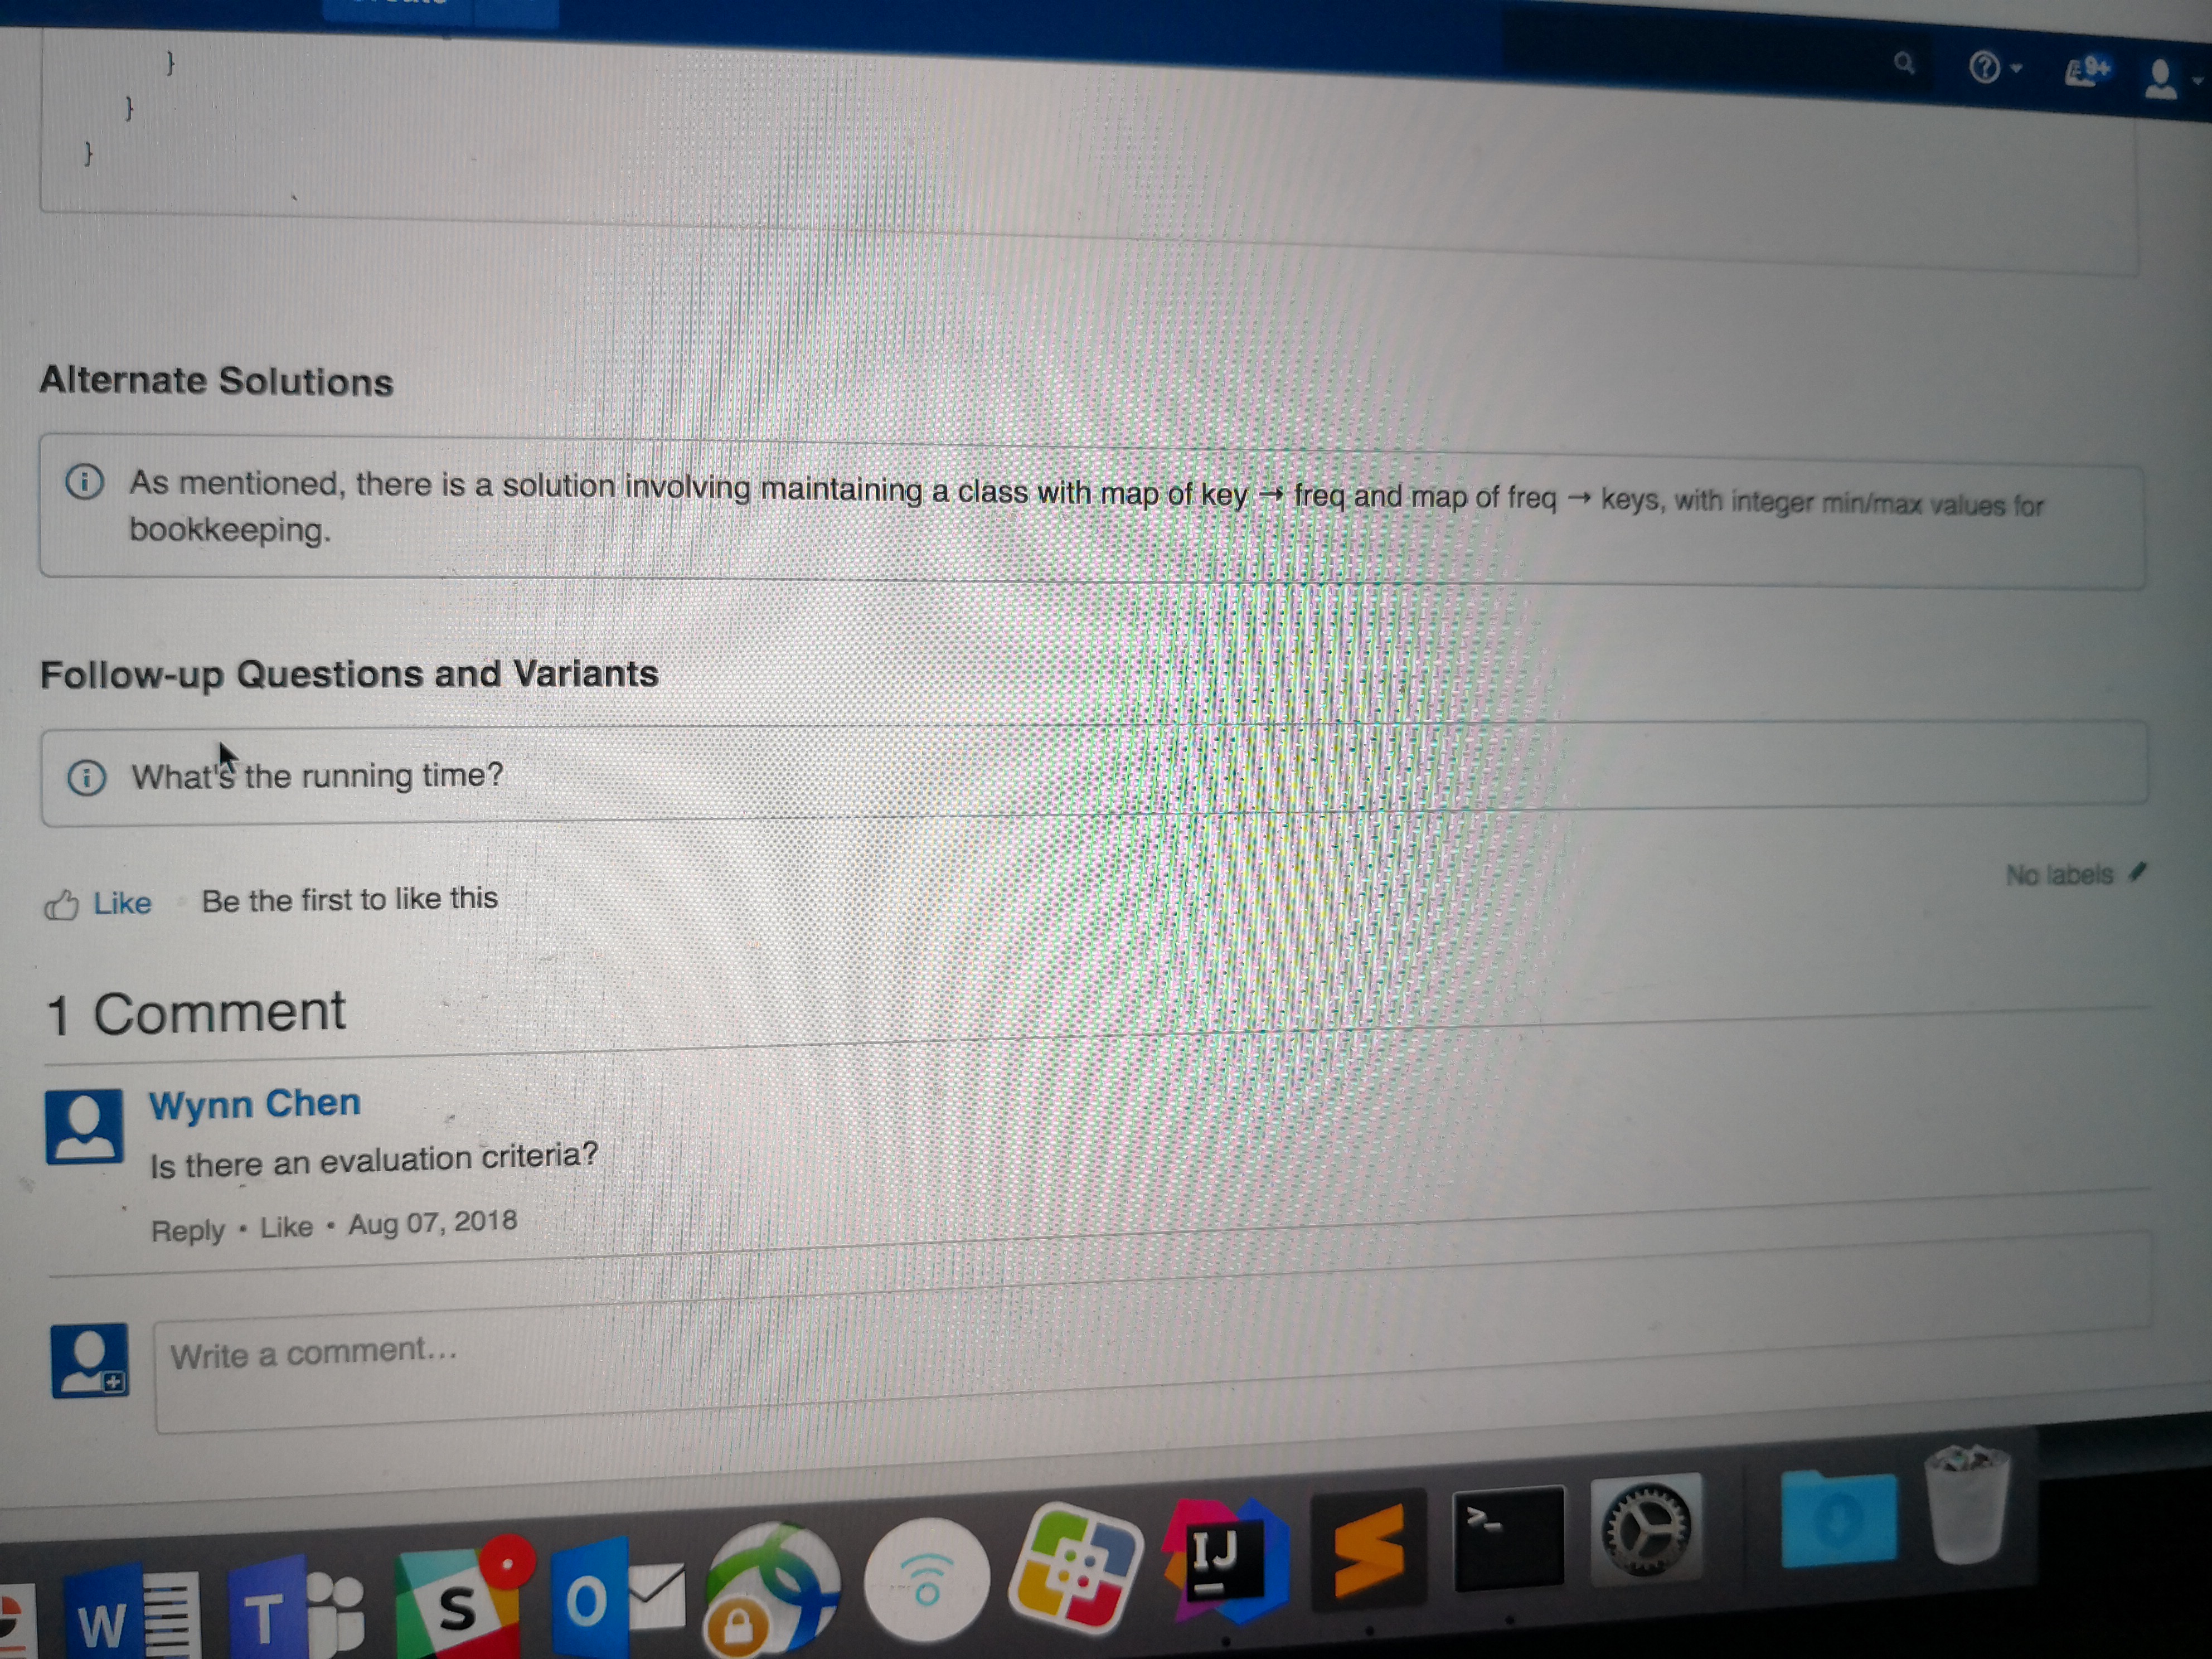 }
}
}
9+
Alternate Solutions
As mentioned, there is a solution involving maintaining a class with map of key → freq and map of freq → keys, with integer min/max values for
bookkeeping.
Follow-up Questions and Variants
What's the running time?
No labels
Like Be the first to like this
1 Comment
Wynn Chen
Is there an evaluation criteria?
Reply • Like • Aug 07, 2018
Write a comment...
W T S O IJ >_